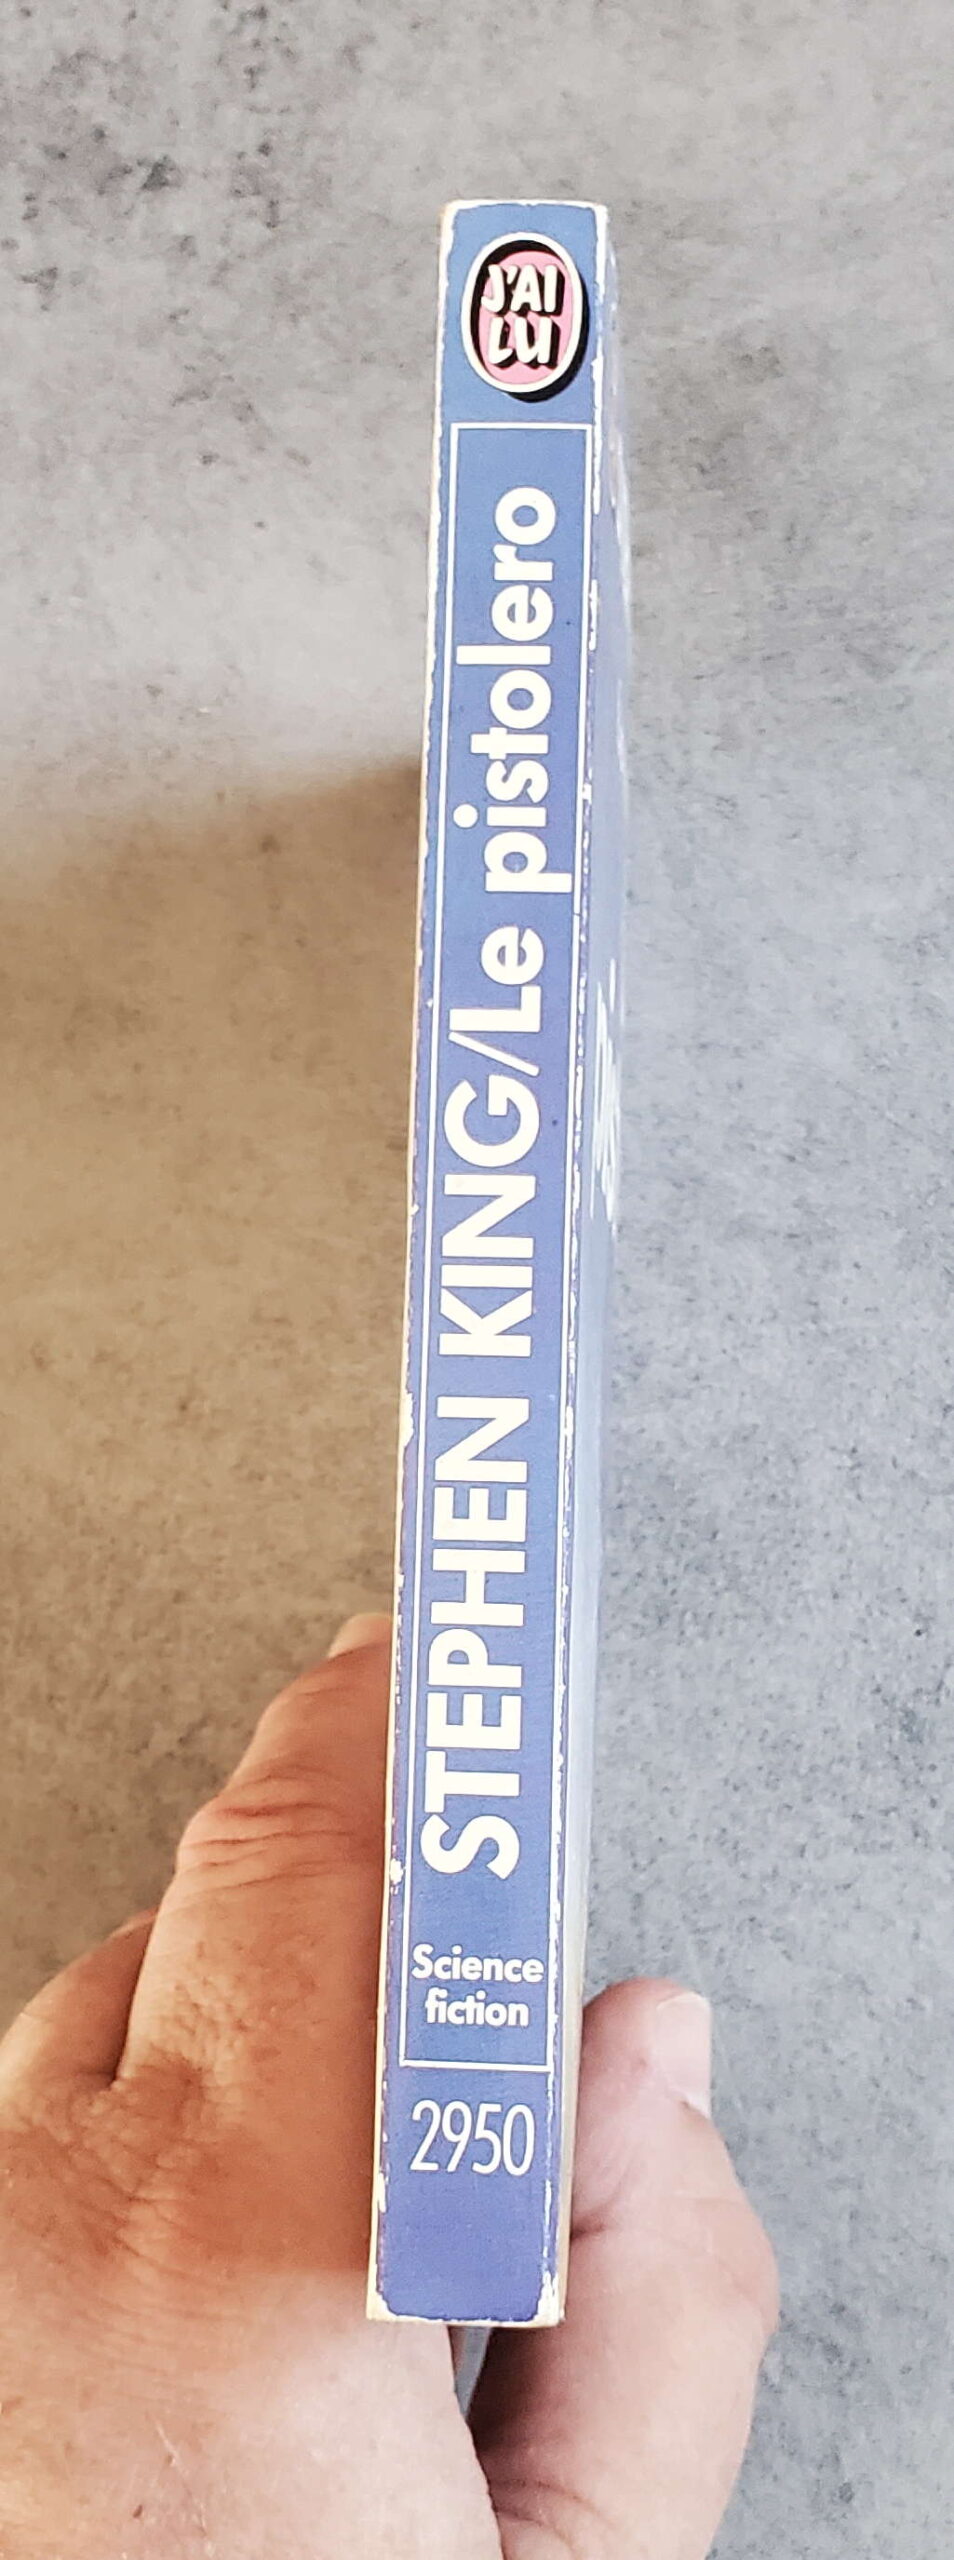 J'AI
LU
STEPHEN KING/Le pistolero
Science
fiction
2950